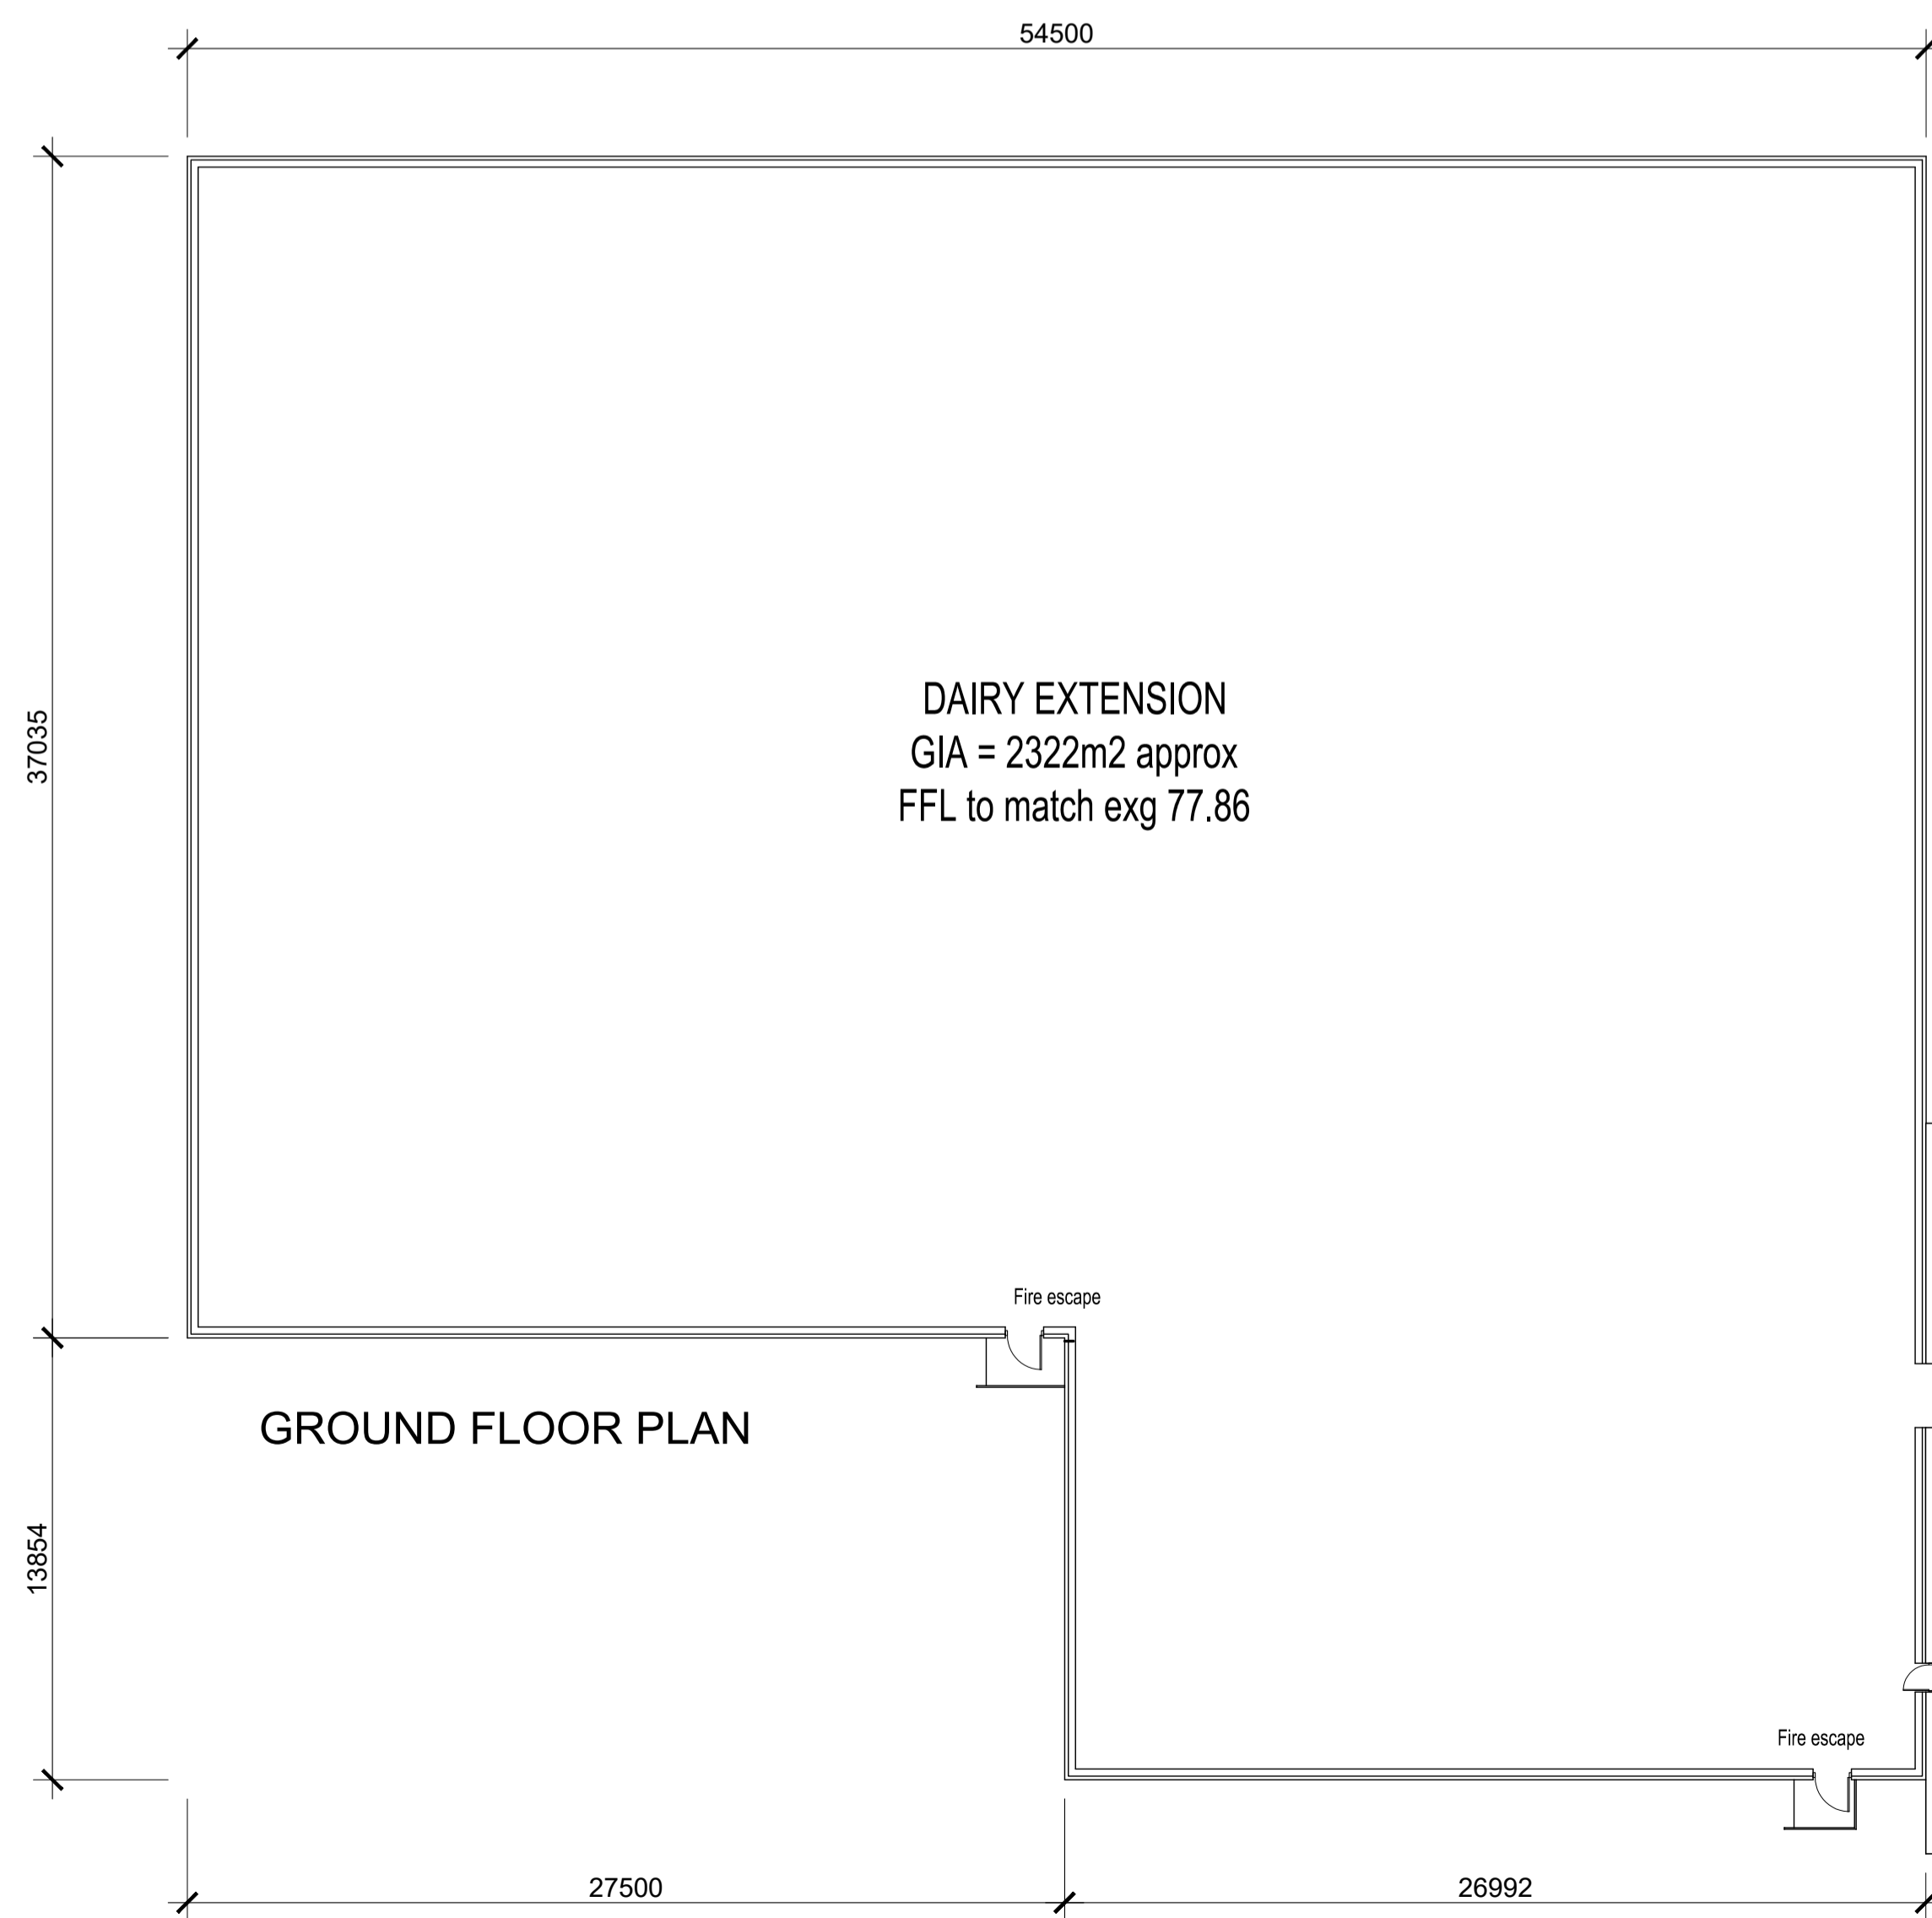 54500
37035
DAIRY EXTENSION
GIA = 2322m2 approx
FFL to match exg 77.86
Fire escape
GROUND FLOOR PLAN
13854
Fire escape
27500
26992